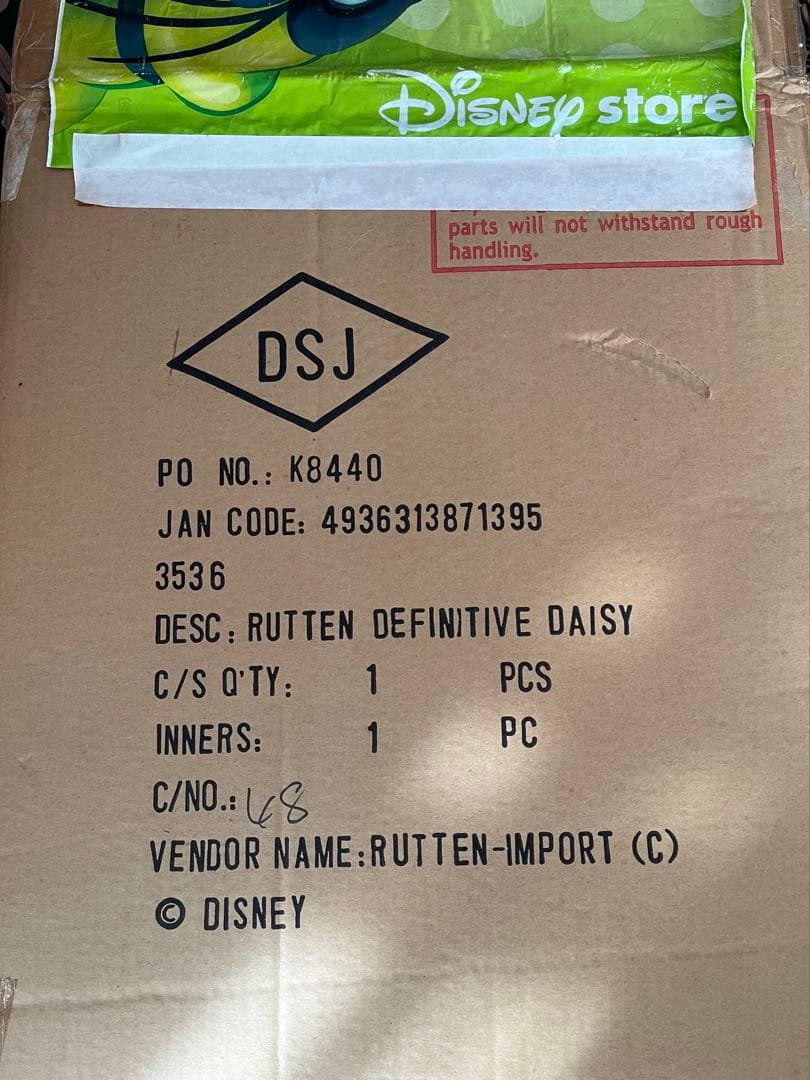 Disney store
parts will not withstand rough
handling.
DSJ
PO NO.: K8440
JAN CODE: 4936313871395
3536
DESC: RUTTEN DEFINITIVE DAISY
C/S Q'TY: 1 PCS
INNERS: 1 PC
C/NO.: 68
VENDOR NAME:RUTTEN-IMPORT (C)
© DISNEY